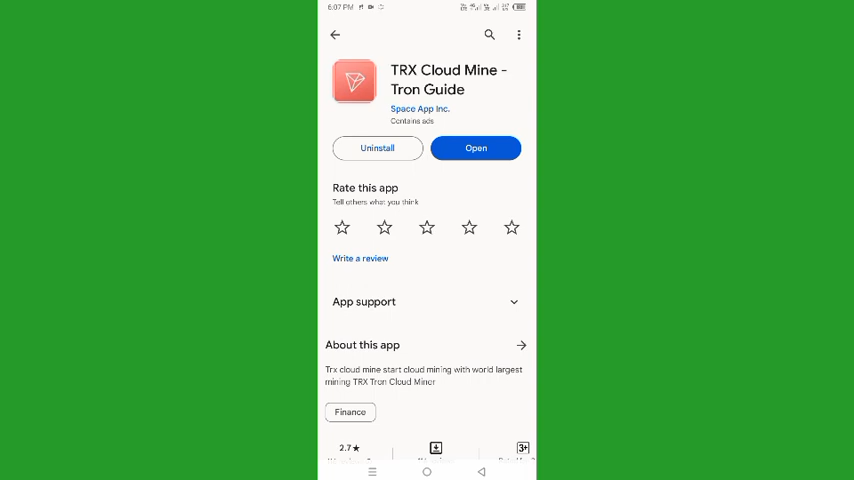 6:07 PM
TRX Cloud Mine -
Tron Guide
Space App Inc.
Contains ads
Uninstall
Open
Rate this app
Tell others what you think
Write a review
App support
About this app
Trx cloud mine start cloud mining with world largest
mining TRX Tron Cloud Miner
Finance
2.7★
3+